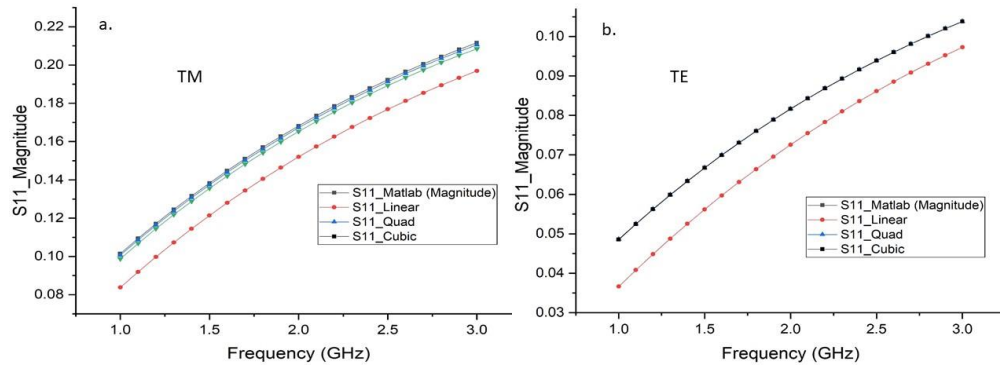 a.
TM
S11_Magnitude
0.22
0.20
0.18
0.16
0.14
0.12
0.10
0.08
S11_Matlab (Magnitude)
S11_Linear
S11_Quad
S11_Cubic
1.0 1.5 2.0 2.5 3.0
Frequency (GHz)
b.
TE
S11_Magnitude
0.10
0.09
0.08
0.07
0.06
0.05
0.04
0.03
S11_Matlab (Magnitude)
S11_Linear
S11_Quad
S11_Cubic
1.0 1.5 2.0 2.5 3.0
Frequency (GHz)